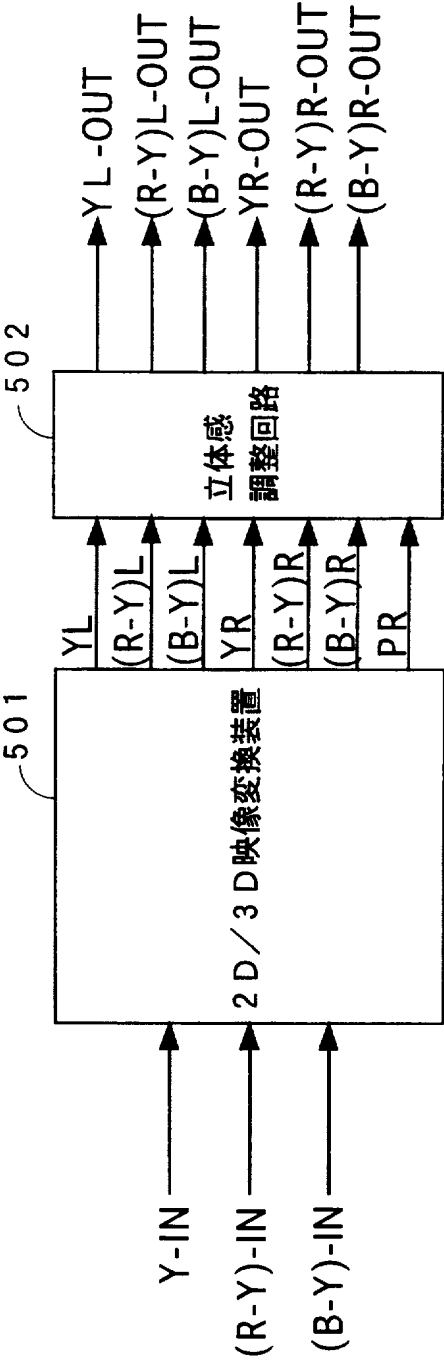 Y-IN
(R-Y)-IN
(B-Y)-IN
501
2D/3D映像変換装置
YL
(R-Y)L
(B-Y)L
YR
(R-Y)R
(B-Y)R
PR
502
立体感
調整回路
YL-OUT
(R-Y)L-OUT
(B-Y)L-OUT
YR-OUT
(R-Y)R-OUT
(B-Y)R-OUT